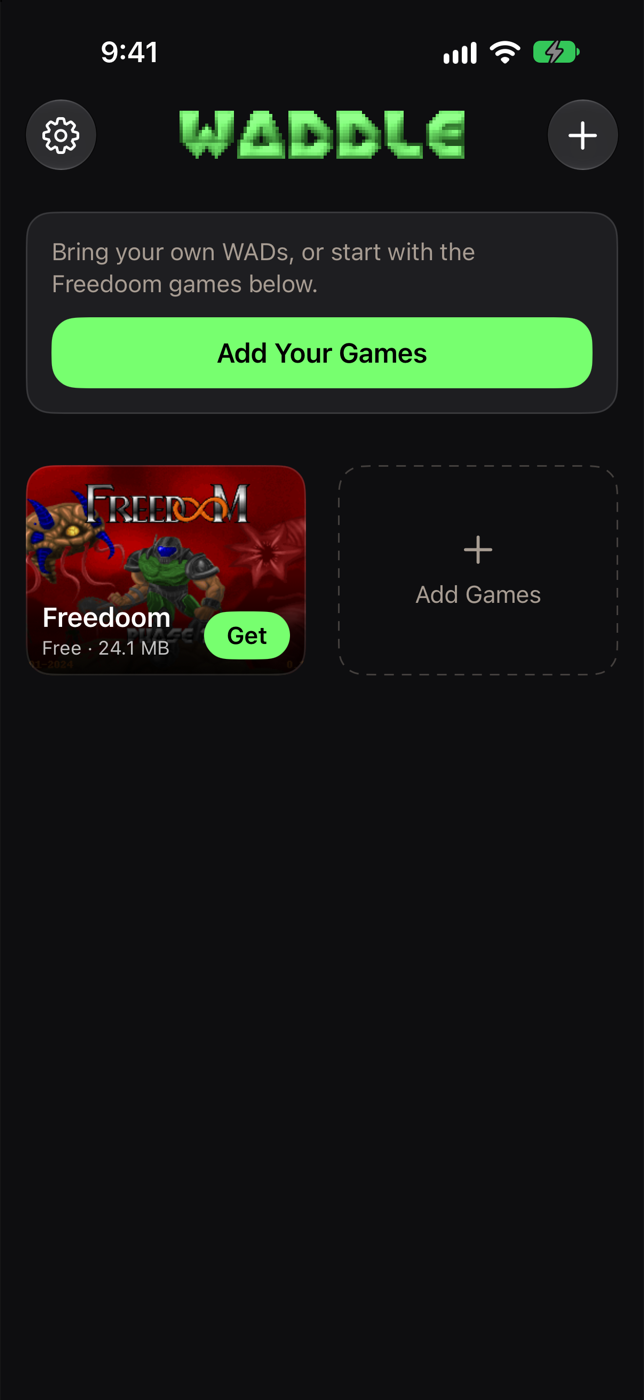 9:41
WADDLE
Bring your own WADs, or start with the
Freedoom games below.
Add Your Games
FREEDOOM
Freedoom
Get
Free · 24.1 MB
Add Games